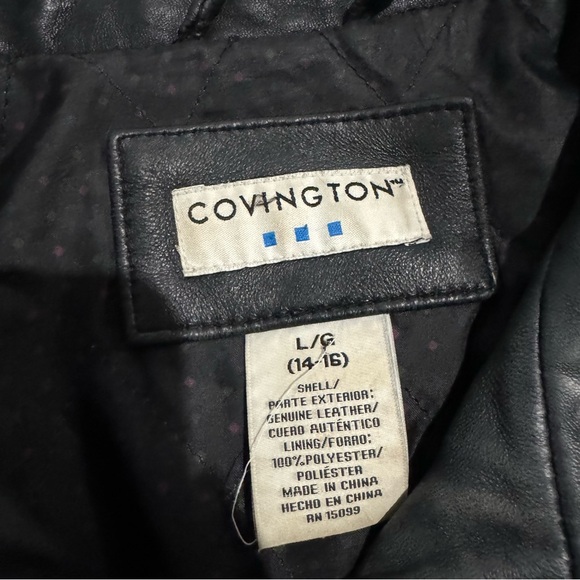 COVINGTON™
L/G
(14-16)
SHELL/
PARTE EXTERIOR:
GENUINE LEATHER/
CUERO AUTÉNTICO
LINING/FORRO:
100% POLYESTER/
POLIÉSTER
MADE IN CHINA
HECHO EN CHINA
RN 15099